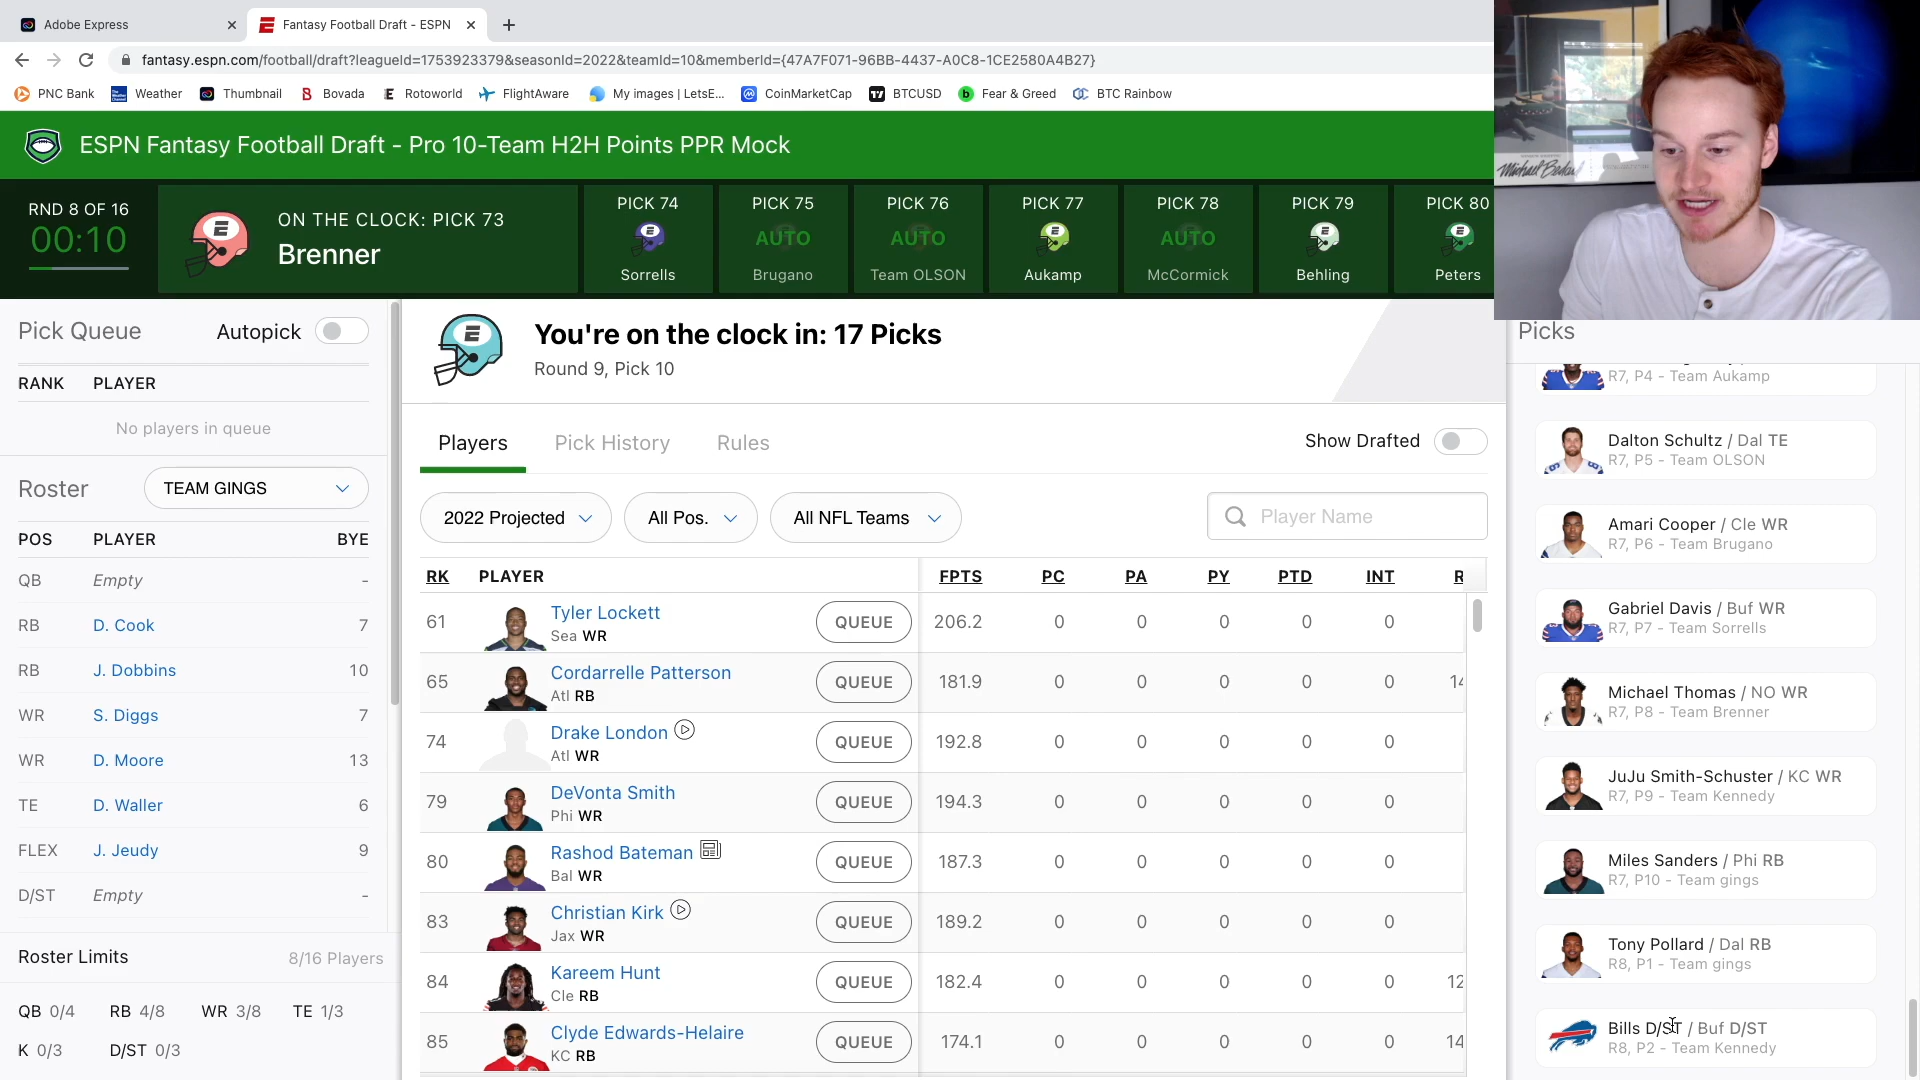 Adobe Express
Fantasy Football Draft - ESPN
fantasy.espn.com/football/draft?leagueId=1753923379&seasonId=2022&teamId=10&memberId={47A7F071-96BB-4437-A0C8-1CE2580A4B27}
PNC Bank Weather Thumbnail Bovada Rotoworld FlightAware My images | LetsE... CoinMarketCap BTCUSD Fear & Greed BTC Rainbow
ESPN Fantasy Football Draft - Pro 10-Team H2H Points PPR Mock
RND 8 OF 16
00:10
ON THE CLOCK: PICK 73
Brenner
PICK 74
Sorrells
PICK 75
AUTO
Brugano
PICK 76
AUTO
Team OLSON
PICK 77
Aukamp
PICK 78
AUTO
McCormick
PICK 79
Behling
PICK 80
Peters
Pick Queue Autopick
RANK PLAYER
No players in queue
Roster TEAM GINGS
POS PLAYER BYE
QB Empty -
RB D. Cook 7
RB J. Dobbins 10
WR S. Diggs 7
WR D. Moore 13
TE D. Waller 6
FLEX J. Jeudy 9
D/ST Empty -
Roster Limits 8/16 Players
QB 0/4 RB 4/8 WR 3/8 TE 1/3
K 0/3 D/ST 0/3
You're on the clock in: 17 Picks
Round 9, Pick 10
Players Pick History Rules Show Drafted
2022 Projected All Pos. All NFL Teams Player Name
RK PLAYER FPTS PC PA PY PTD INT R
61 Tyler Lockett QUEUE 206.2 0 0 0 0 0
Sea WR
65 Cordarrelle Patterson QUEUE 181.9 0 0 0 0 0 14
Atl RB
74 Drake London QUEUE 192.8 0 0 0 0 0
Atl WR
79 DeVonta Smith QUEUE 194.3 0 0 0 0 0
Phi WR
80 Rashod Bateman QUEUE 187.3 0 0 0 0 0
Bal WR
83 Christian Kirk QUEUE 189.2 0 0 0 0 0
Jax WR
84 Kareem Hunt QUEUE 182.4 0 0 0 0 0 12
Cle RB
85 Clyde Edwards-Helaire QUEUE 174.1 0 0 0 0 0 14
KC RB
Picks
R7, P4 - Team Aukamp
Dalton Schultz / Dal TE
R7, P5 - Team OLSON
Amari Cooper / Cle WR
R7, P6 - Team Brugano
Gabriel Davis / Buf WR
R7, P7 - Team Sorrells
Michael Thomas / NO WR
R7, P8 - Team Brenner
JuJu Smith-Schuster / KC WR
R7, P9 - Team Kennedy
Miles Sanders / Phi RB
R7, P10 - Team gings
Tony Pollard / Dal RB
R8, P1 - Team gings
Bills D/ST / Buf D/ST
R8, P2 - Team Kennedy